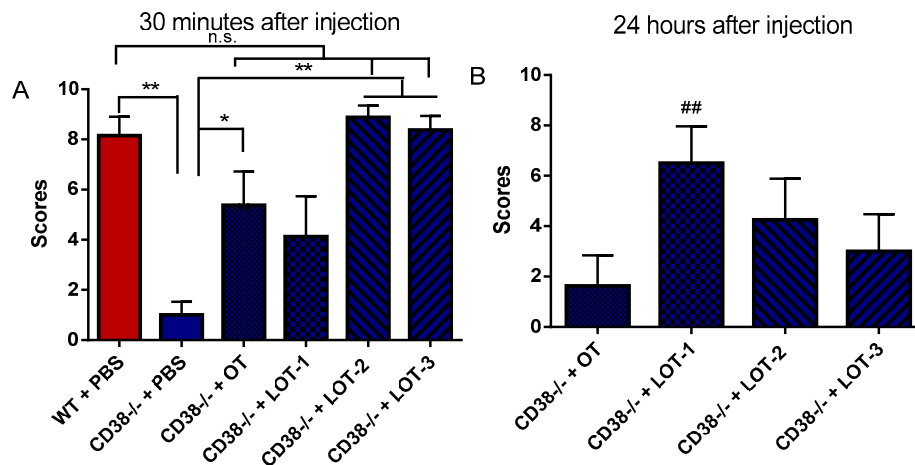 30 minutes after injection
n.s.
**
**
*
A
Scores
10
8
6
4
2
0
WT + PBS
CD38-/- + PBS
CD38-/- + OT
CD38-/- + LOT-1
CD38-/- + LOT-2
CD38-/- + LOT-3
24 hours after injection
B
##
Scores
10
8
6
4
2
0
CD38-/- + OT
CD38-/- + LOT-1
CD38-/- + LOT-2
CD38-/- + LOT-3